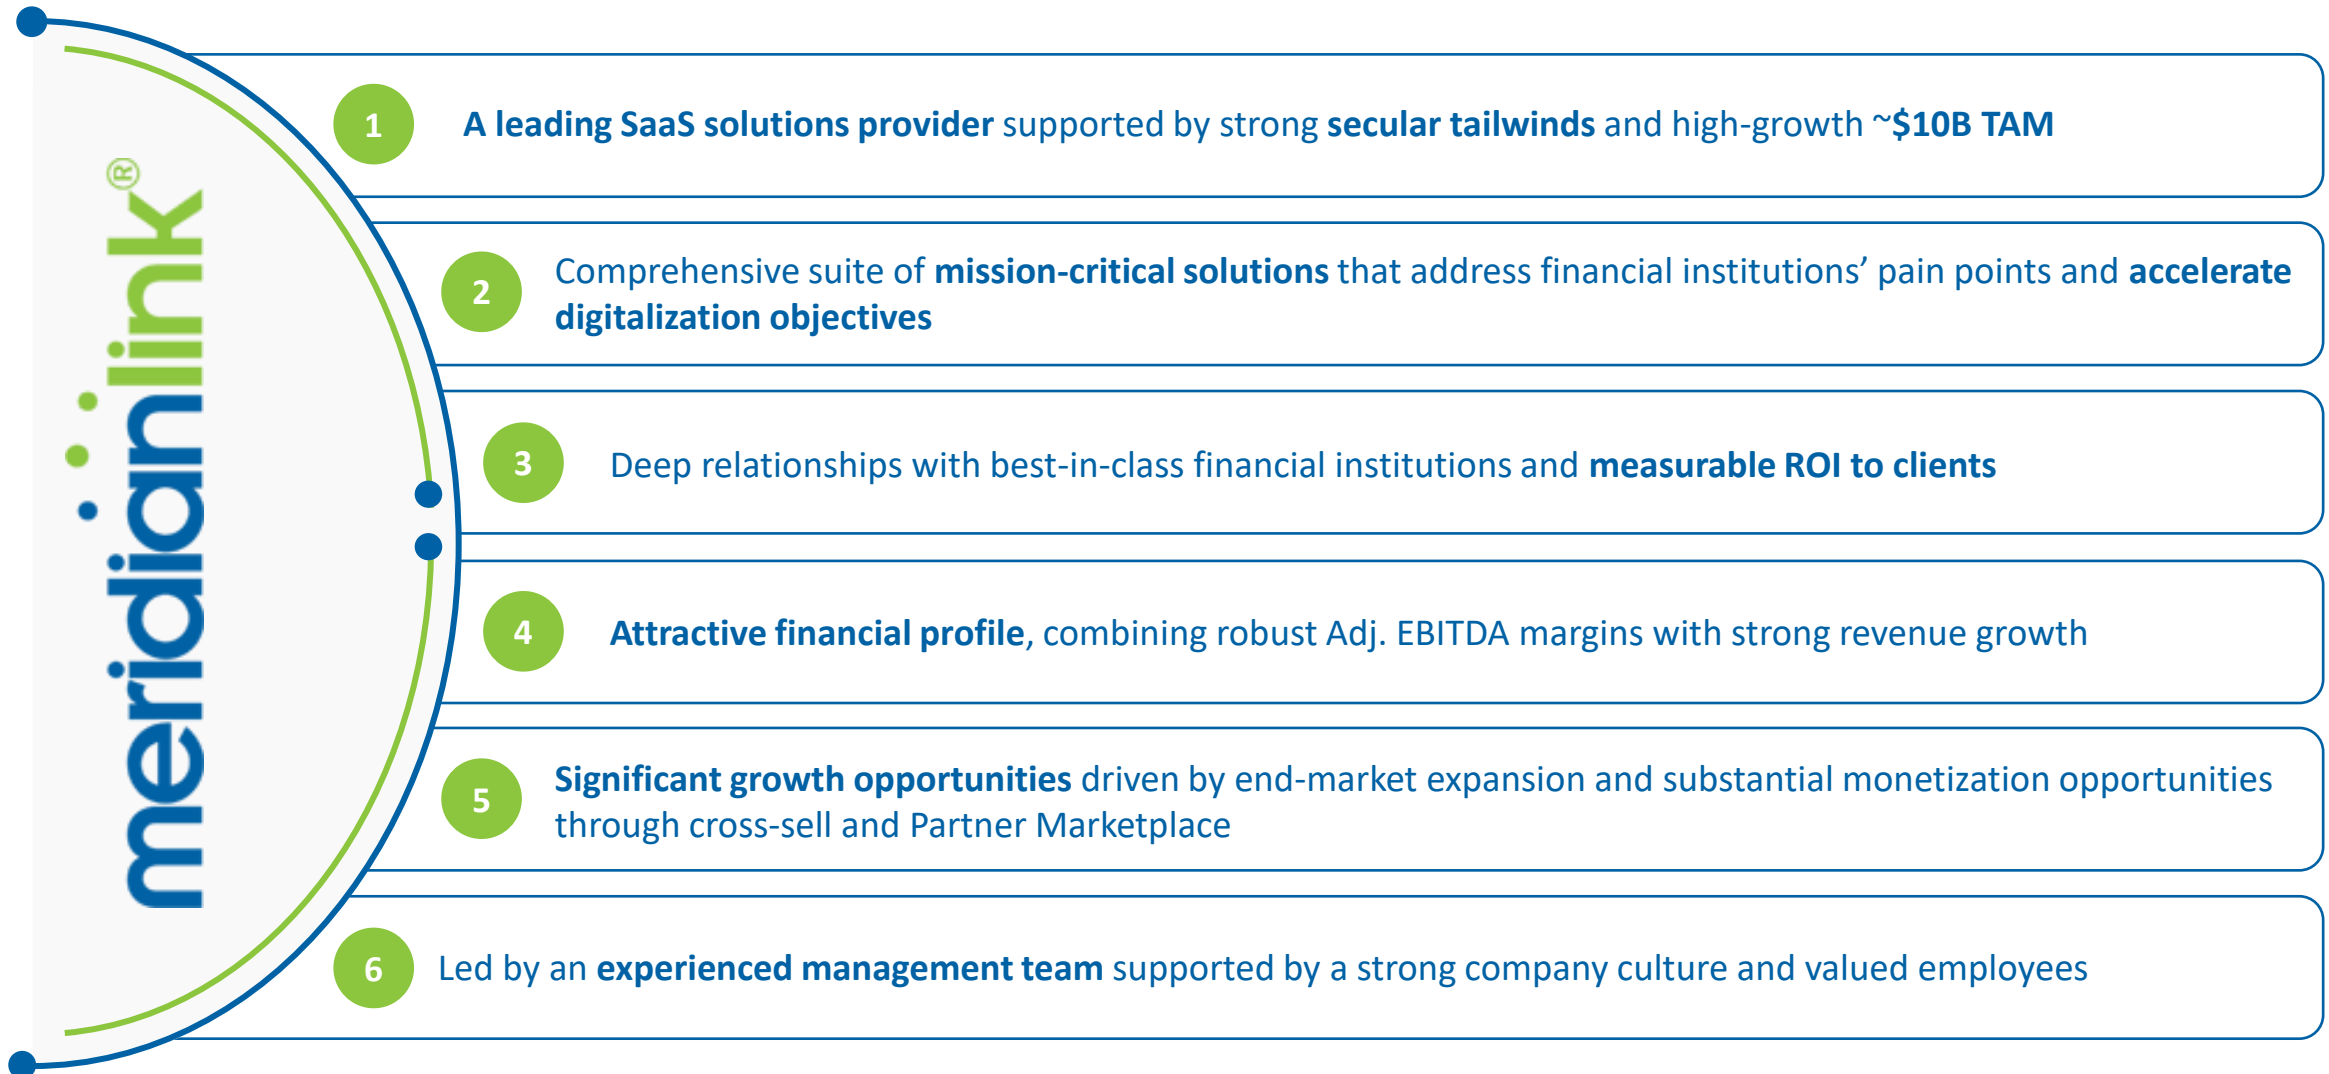 meridianlink®
1
A leading SaaS solutions provider supported by strong secular tailwinds and high-growth ~$10B TAM
2
Comprehensive suite of mission-critical solutions that address financial institutions’ pain points and accelerate
digitalization objectives
3
Deep relationships with best-in-class financial institutions and measurable ROI to clients
4
Attractive financial profile, combining robust Adj. EBITDA margins with strong revenue growth
5
Significant growth opportunities driven by end-market expansion and substantial monetization opportunities
through cross-sell and Partner Marketplace
6
Led by an experienced management team supported by a strong company culture and valued employees